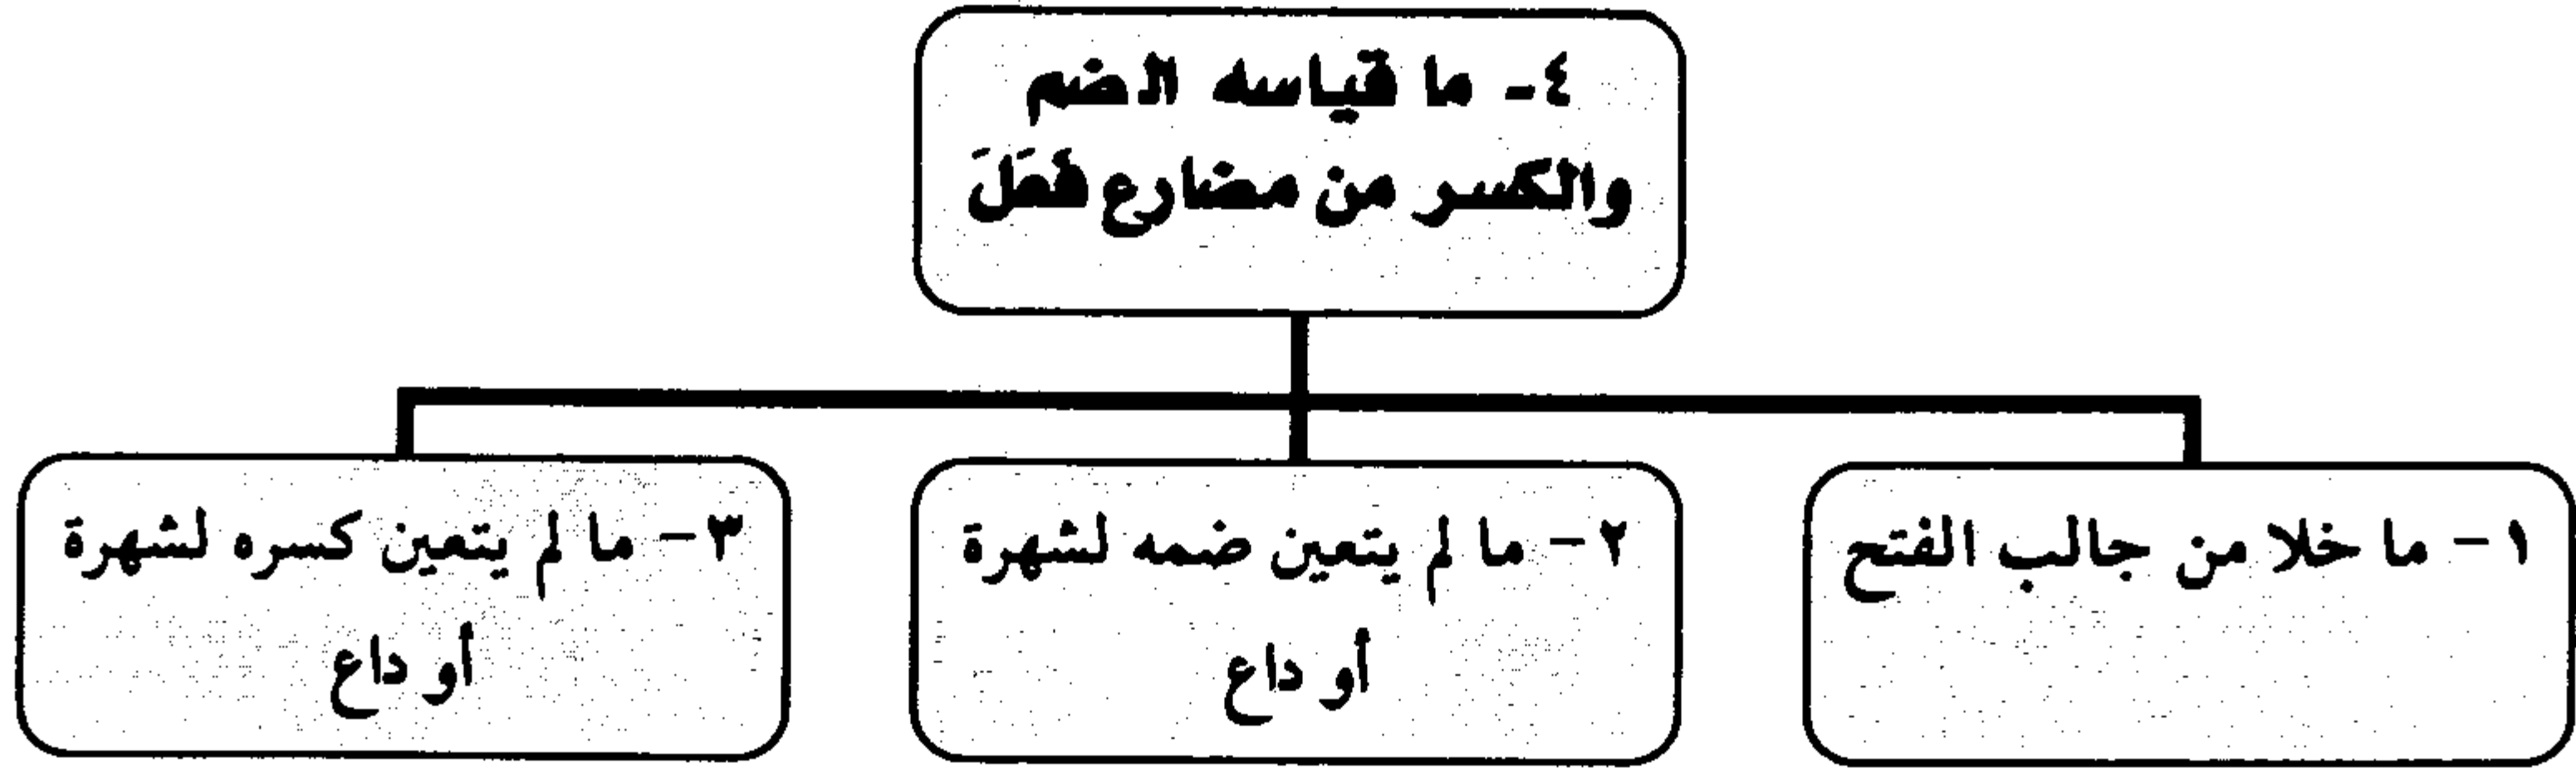 ٤- ما قياسه الضم
والكسر من مضارع فَعَلَ
١ - ما خلا من جالب الفتح
٢ - ما لم يتعين ضمه لشهرة
أو داع
٣ - ما لم يتعين كسره لشهرة
أو داع